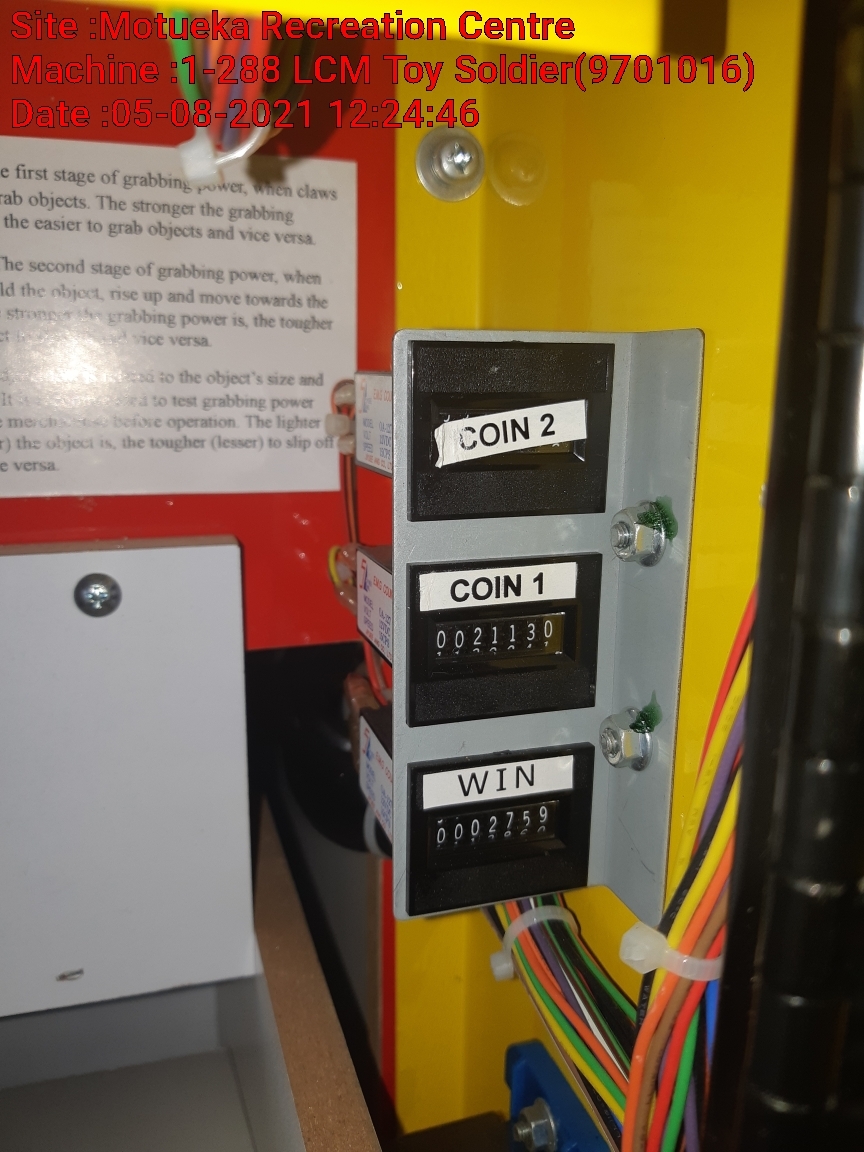 Site :Motueka Recreation Centre
Machine :1-288 LCM Toy Soldier(9701016)
Date :05-08-2021 12:24:46
e first stage of grabbing power, when claws
rab objects. The stronger the grabbing
the easier to grab objects and vice versa.
The second stage of grabbing power, when
ld the object, rise up and move towards the
stronger the grabbing power is, the tougher
vice versa.
to the object's size and
to test grabbing power
before operation. The lighter
r) the object is, the tougher (lesser) to slip off
e versa.
COIN 2
COIN 1
0021130
WIN
0002759